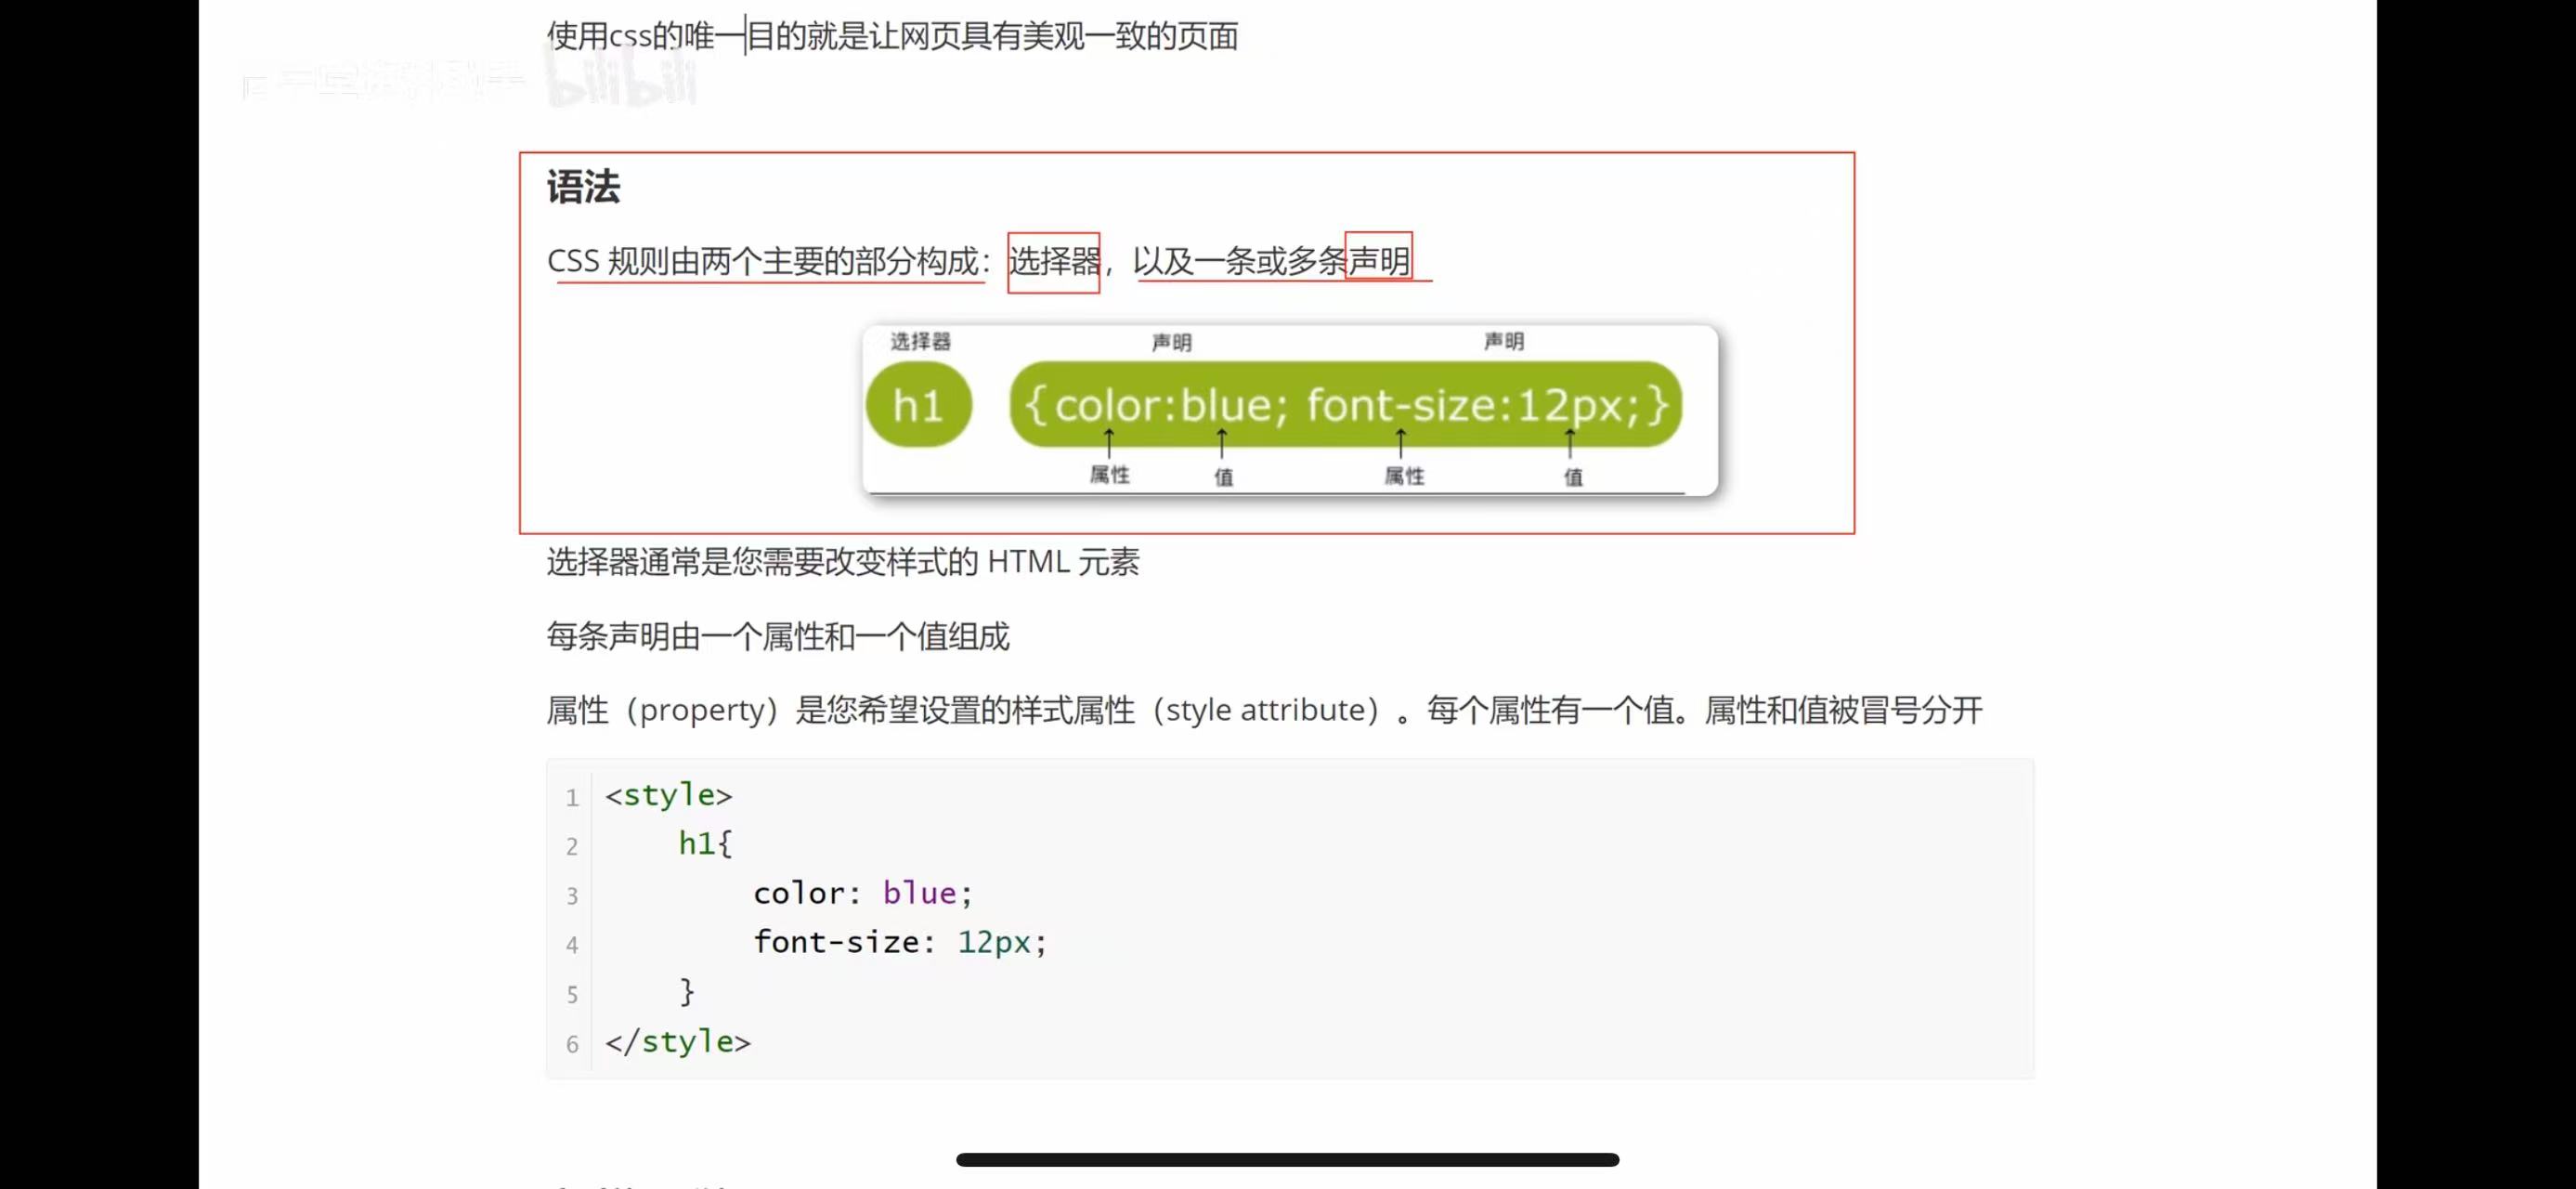 使用css的唯一目的就是让网页具有美观一致的页面
bilibili
语法
CSS 规则由两个主要的部分构成：选择器，以及一条或多条声明
选择器 声明 声明
h1 {color:blue; font-size:12px;}
属性 值 属性 值
选择器通常是您需要改变样式的 HTML 元素
每条声明由一个属性和一个值组成
属性（property）是您希望设置的样式属性（style attribute）。每个属性有一个值。属性和值被冒号分开
1 <style>
2 h1{
3 color: blue;
4 font-size: 12px;
5 }
6 </style>